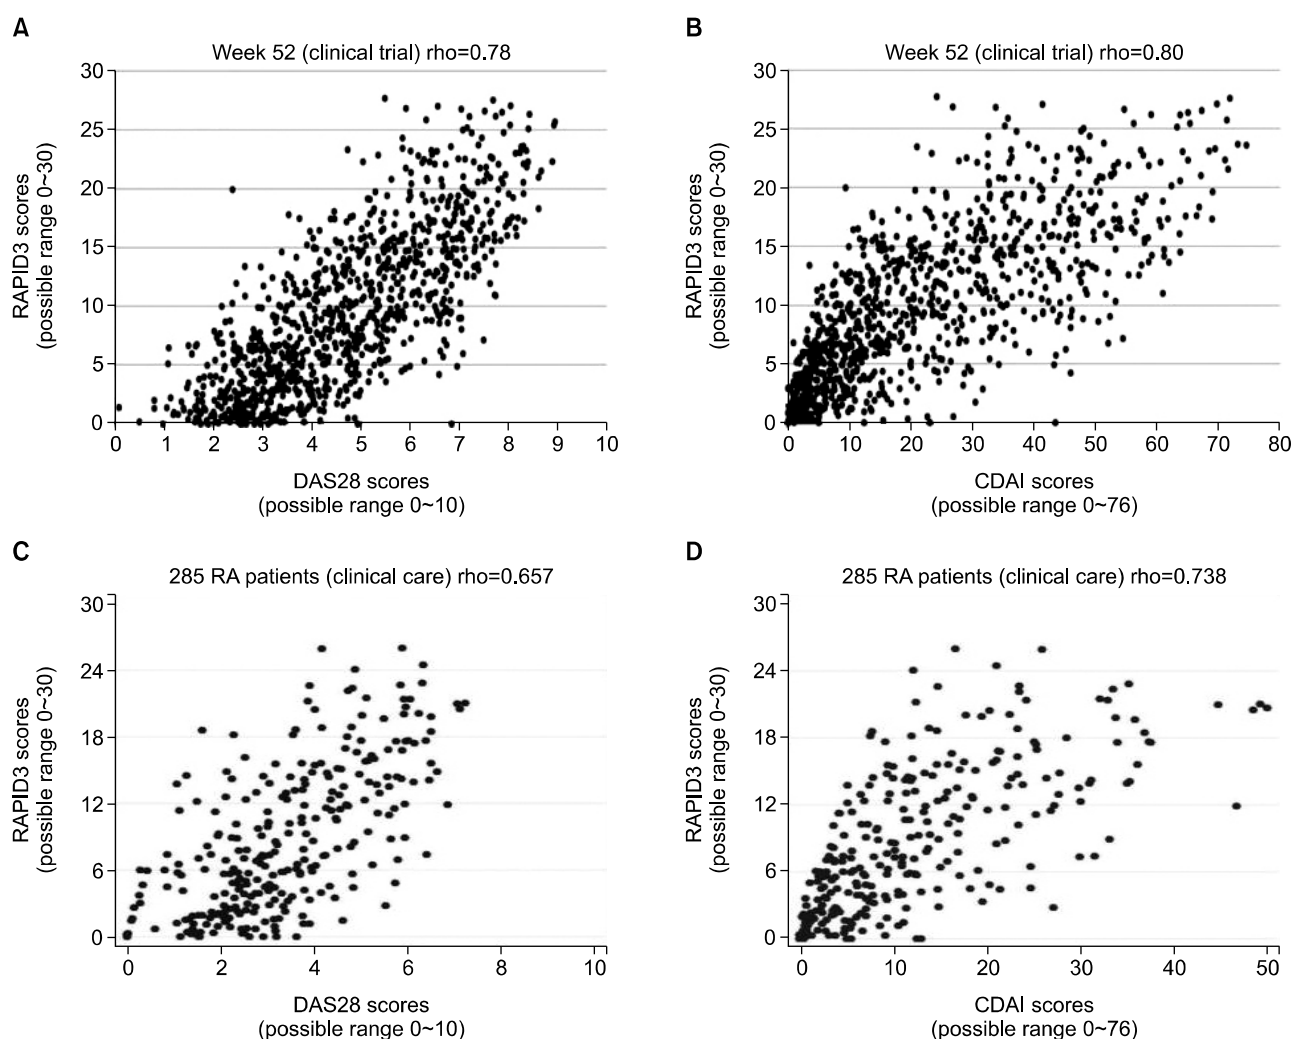 A
Week 52 (clinical trial) rho=0.78
RAPID3 scores
(possible range 0~30)
30
25
20
15
10
5
0
0 1 2 3 4 5 6 7 8 9 10
DAS28 scores
(possible range 0~10)
B
Week 52 (clinical trial) rho=0.80
RAPID3 scores
(possible range 0~30)
30
25
20
15
10
5
0
0 10 20 30 40 50 60 70 80
CDAI scores
(possible range 0~76)
C
285 RA patients (clinical care) rho=0.657
RAPID3 scores
(possible range 0~30)
30
24
18
12
6
0
0 2 4 6 8 10
DAS28 scores
(possible range 0~10)
D
285 RA patients (clinical care) rho=0.738
RAPID3 scores
(possible range 0~30)
30
24
18
12
6
0
0 10 20 30 40 50
CDAI scores
(possible range 0~76)